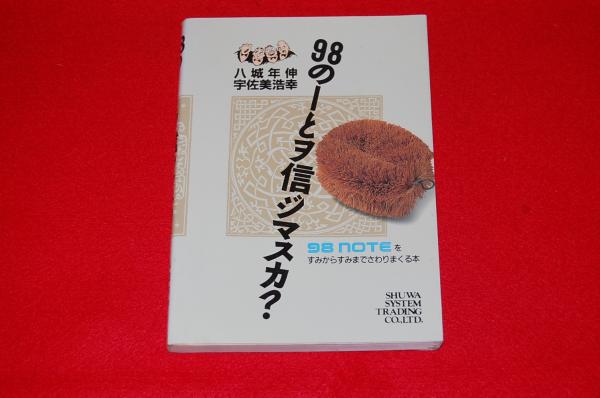 98のーとヲ信ジマスカ?
八城年伸
宇佐美浩幸
98 NOTEを
すみからすみまでさわりまくる本
SHUWA
SYSTEM
TRADING
CO.,LTD.